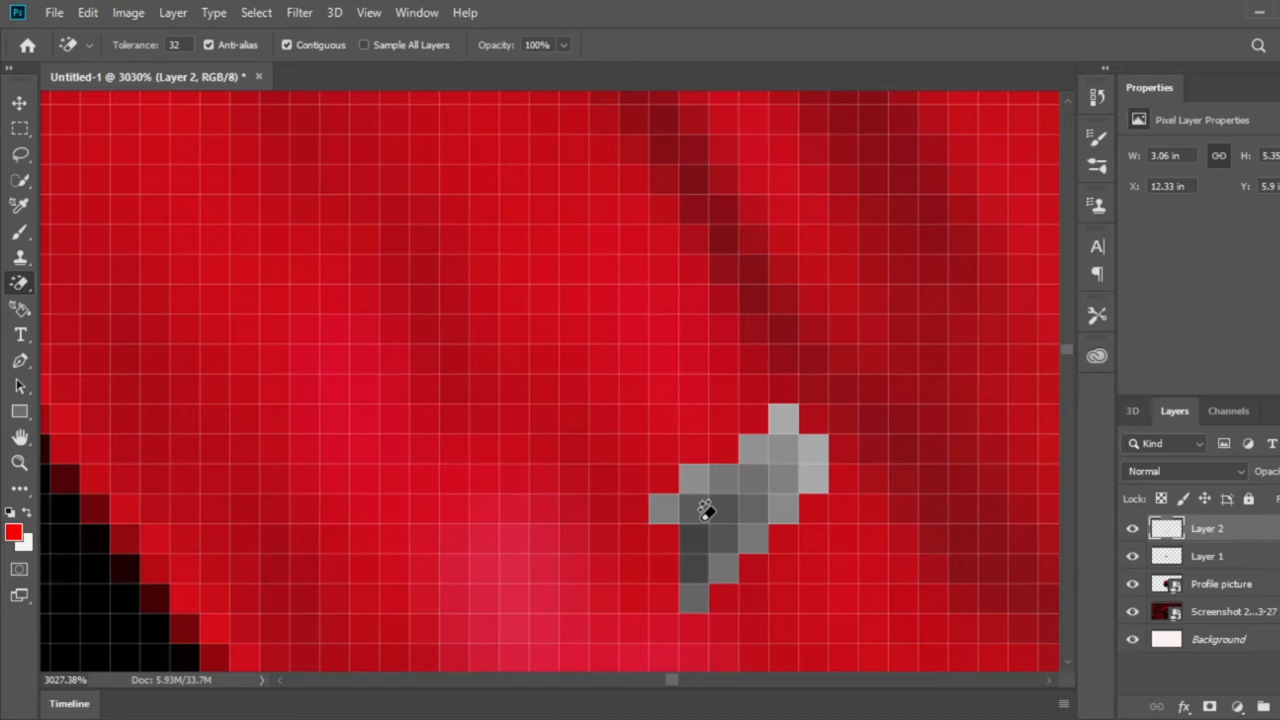 Ps File Edit Image Layer Type Select Filter 3D View Window Help
Tolerance: 32 Anti-alias Contiguous Sample All Layers Opacity: 100%
Untitled-1 @ 3030% (Layer 2, RGB/8) *
Properties
Pixel Layer Properties
W: 3.06 in H: 5.35
X: 12.33 in Y: 5.9 i
3D Layers Channels
Kind
Normal Opac
Lock:
Layer 2
Layer 1
Profile picture
Screenshot 2...3-27
Background
3027.38% Doc: 5.93M/33.7M
Timeline